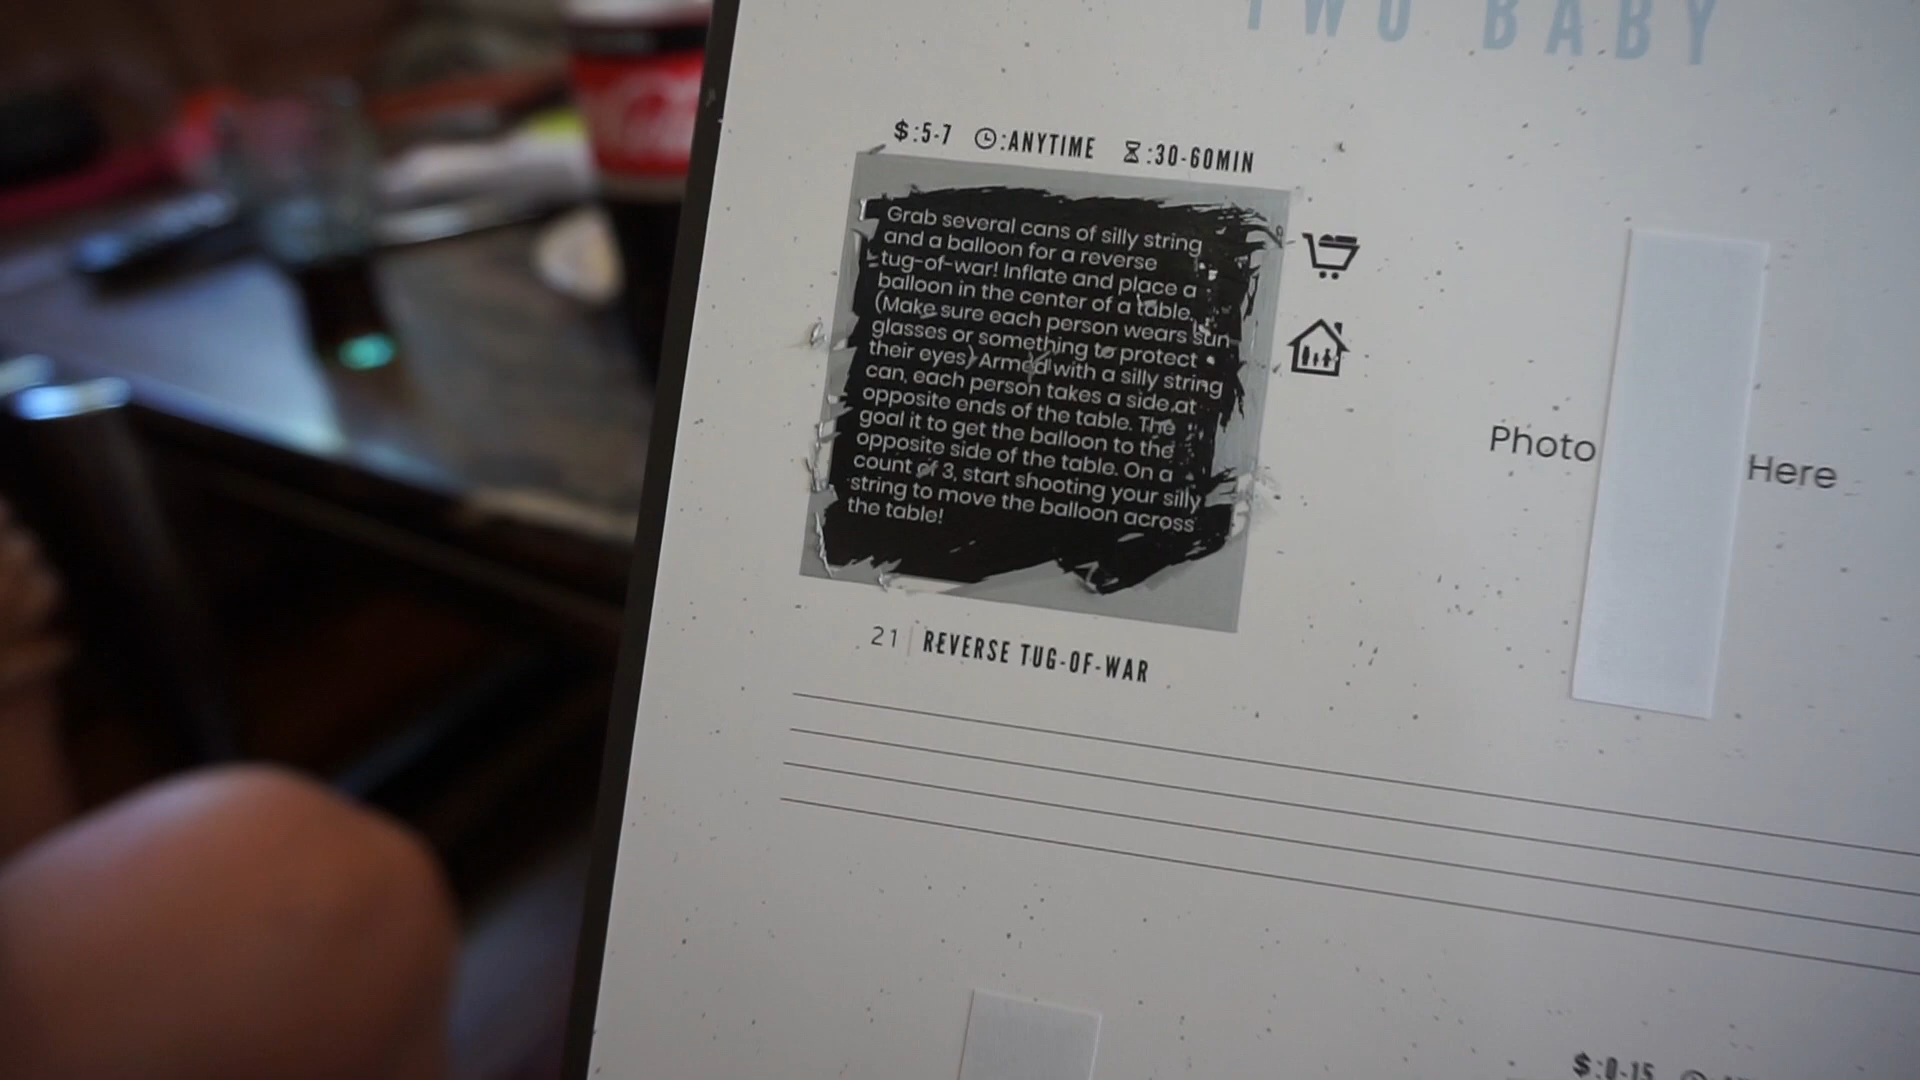 TWO BABY
$:5-7 :ANYTIME :30-60MIN
Grab several cans of silly string
and a balloon for a reverse
tug-of-war! Inflate and place a
balloon in the center of a table.
(Make sure each person wears sun
glasses or something to protect
their eyes) Armed with a silly string
can, each person takes a side at
opposite ends of the table. The
goal it to get the balloon to the
opposite side of the table. On a
count of 3, start shooting your silly
string to move the balloon across
the table!
21 | REVERSE TUG-OF-WAR
Photo Here
$:0-15